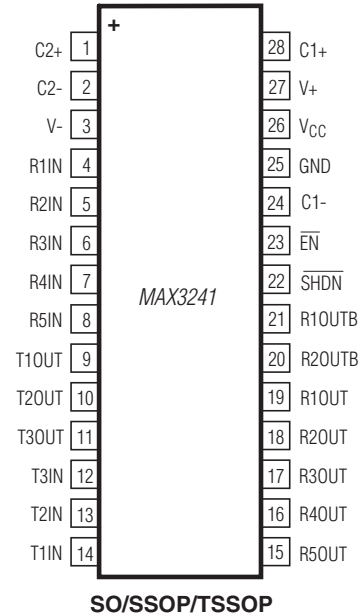 +
C2+ 1 28 C1+
C2- 2 27 V+
V- 3 26 VCC
R1IN 4 25 GND
R2IN 5 24 C1-
R3IN 6 23 E̅N̅
R4IN 7 22 S̅H̅D̅N̅
MAX3241
R5IN 8 21 R1OUTB
T1OUT 9 20 R2OUTB
T2OUT 10 19 R1OUT
T3OUT 11 18 R2OUT
T3IN 12 17 R3OUT
T2IN 13 16 R4OUT
T1IN 14 15 R5OUT
SO/SSOP/TSSOP